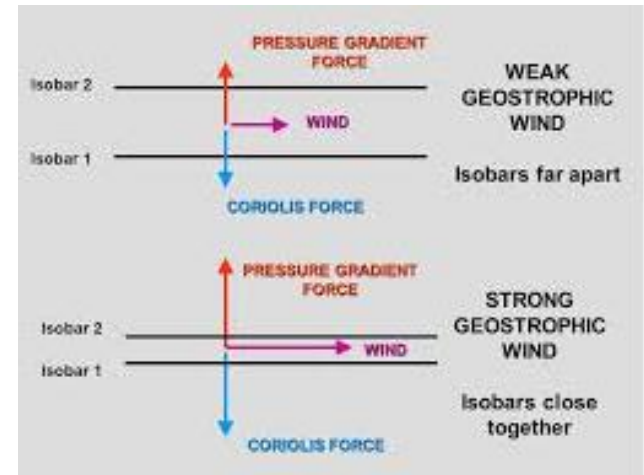 PRESSURE GRADIENT
FORCE
WEAK
GEOSTROPHIC
WIND
Isobar 2
WIND
Isobar 1
Isobars far apart
CORIOLIS FORCE
PRESSURE GRADIENT
FORCE
STRONG
GEOSTROPHIC
WIND
Isobar 2
WIND
Isobar 1
Isobars close
together
CORIOLIS FORCE